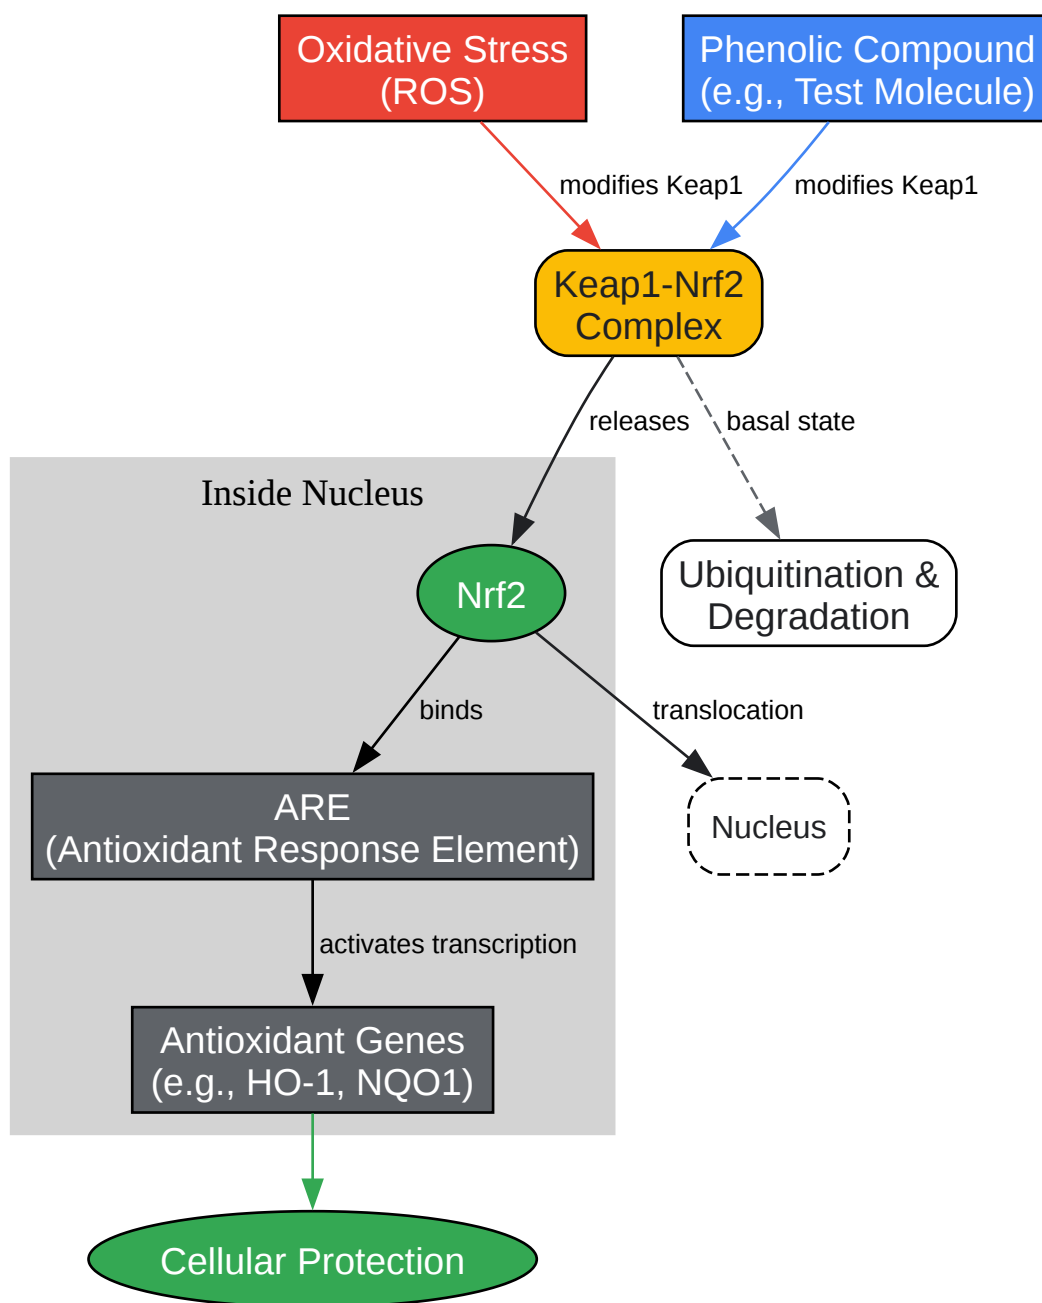 Oxidative Stress
(ROS)
Phenolic Compound
(e.g., Test Molecule)
modifies Keap1
modifies Keap1
Keap1-Nrf2
Complex
releases
basal state
Inside Nucleus
Nrf2
Ubiquitination &
Degradation
binds
translocation
ARE
(Antioxidant Response Element)
Nucleus
activates transcription
Antioxidant Genes
(e.g., HO-1, NQO1)
Cellular Protection